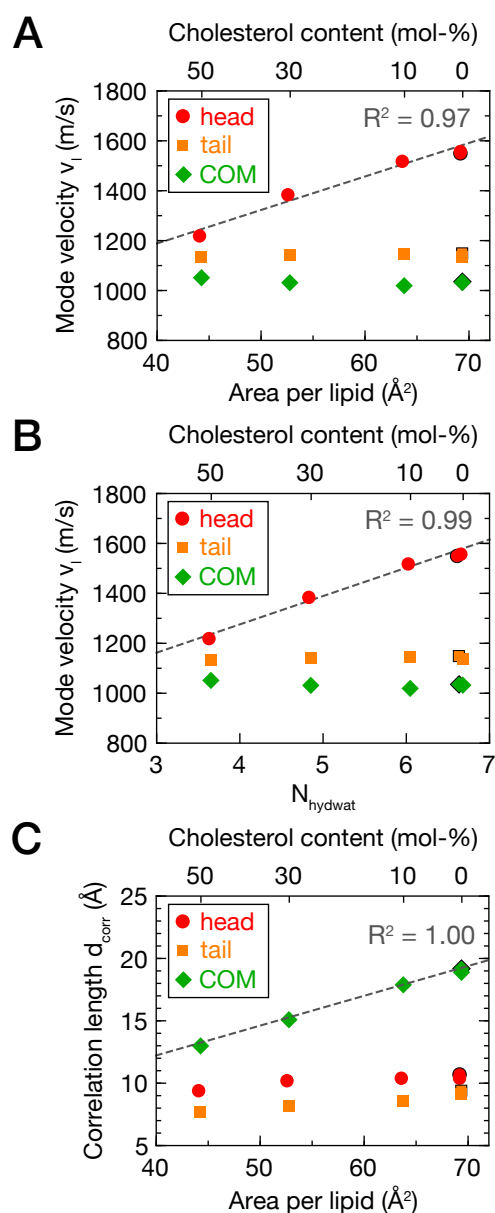 A
Cholesterol content (mol-%)
50 30 10 0
Mode velocity v_l (m/s)
1800
1600
1400
1200
1000
800
head
tail
COM
R² = 0.97
40 50 60 70
Area per lipid (Å²)
B
Cholesterol content (mol-%)
50 30 10 0
Mode velocity v_l (m/s)
1800
1600
1400
1200
1000
800
head
tail
COM
R² = 0.99
3 4 5 6 7
N_hydwat
C
Cholesterol content (mol-%)
50 30 10 0
Correlation length d_corr (Å)
25
20
15
10
5
head
tail
COM
R² = 1.00
40 50 60 70
Area per lipid (Å²)